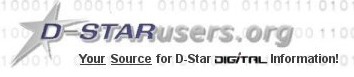 D-STARusers.org
Your Source for D-Star DIGITAL Information!